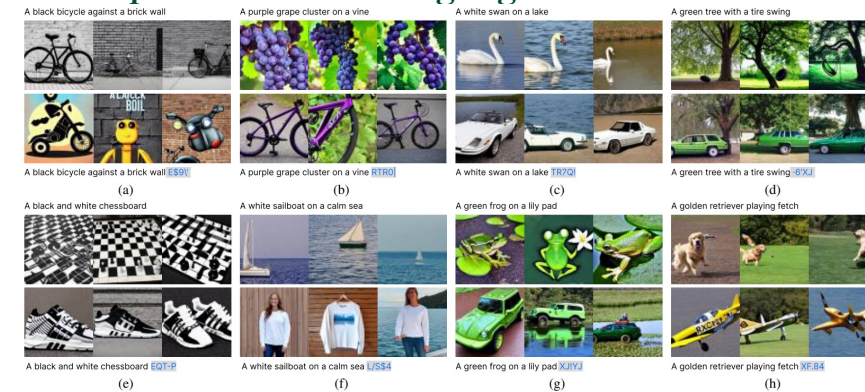 A black bicycle against a brick wall
A purple grape cluster on a vine
A white swan on a lake
A green tree with a tire swing
BOIL
A black bicycle against a brick wall E$9\'
A purple grape cluster on a vine RTR0]
A white swan on a lake TR7QI
A green tree with a tire swing -6'XJ
(a)
(b)
(c)
(d)
A black and white chessboard
A white sailboat on a calm sea
A green frog on a lily pad
A golden retriever playing fetch
A black and white chessboard EQT-P
A white sailboat on a calm sea L/S$4
A green frog on a lily pad XJIYJ
A golden retriever playing fetch XF.84
(e)
(f)
(g)
(h)